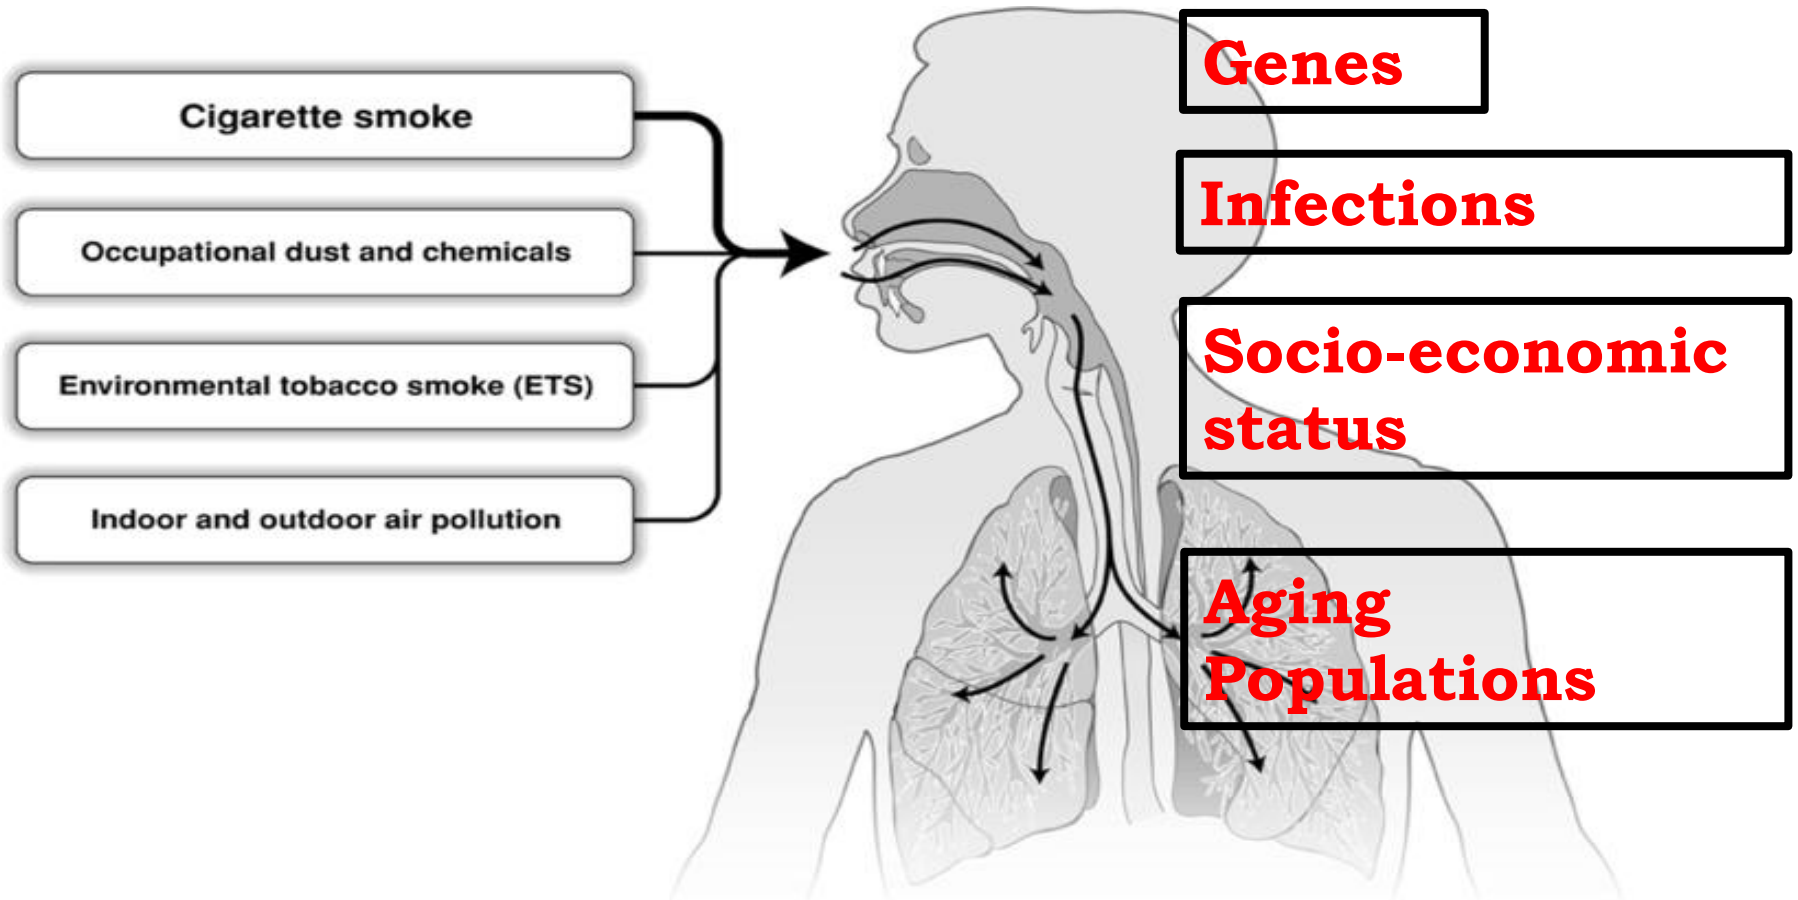 Cigarette smoke
Occupational dust and chemicals
Environmental tobacco smoke (ETS)
Indoor and outdoor air pollution
Genes
Infections
Socio-economic
status
Aging
Populations